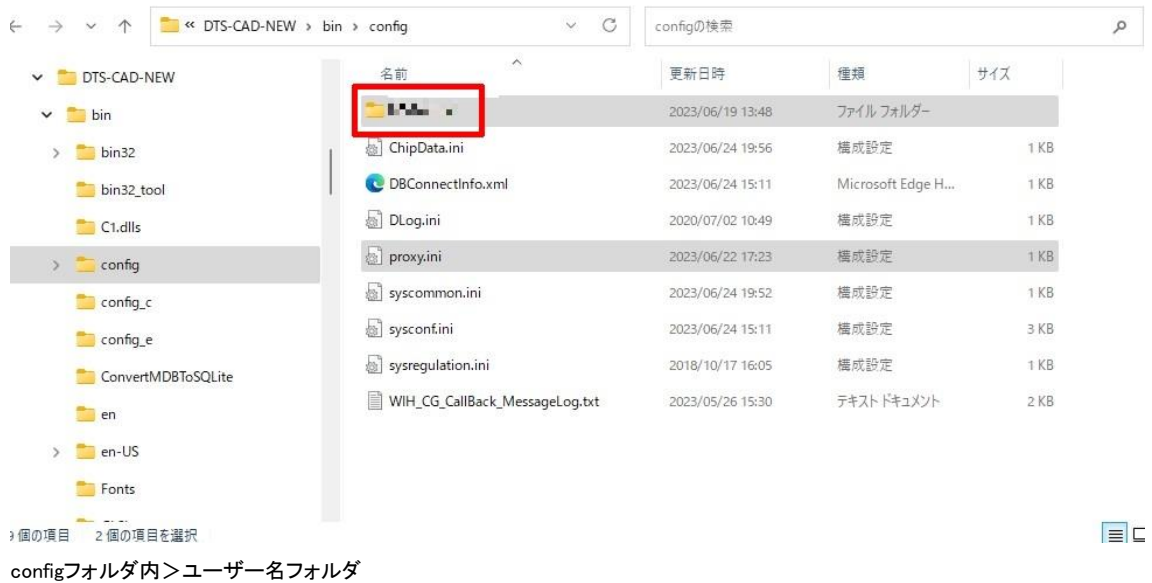 « DTS-CAD-NEW › bin › config
configの検索
DTS-CAD-NEW
bin
bin32
bin32_tool
C1.dlls
config
config_c
config_e
ConvertMDBToSQLite
en
en-US
Fonts
名前 更新日時 種類 サイズ
2023/06/19 13:48 ファイル フォルダー
ChipData.ini 2023/06/24 19:56 構成設定 1 KB
DBConnectInfo.xml 2023/06/24 15:11 Microsoft Edge H... 1 KB
DLog.ini 2020/07/02 10:49 構成設定 1 KB
proxy.ini 2023/06/22 17:23 構成設定 1 KB
syscommon.ini 2023/06/24 19:52 構成設定 1 KB
sysconf.ini 2023/06/24 15:11 構成設定 3 KB
sysregulation.ini 2018/10/17 16:05 構成設定 1 KB
WIH_CG_CallBack_MessageLog.txt 2023/05/26 15:30 テキスト ドキュメント 2 KB
9 個の項目 2 個の項目を選択
configフォルダ内＞ユーザー名フォルダ